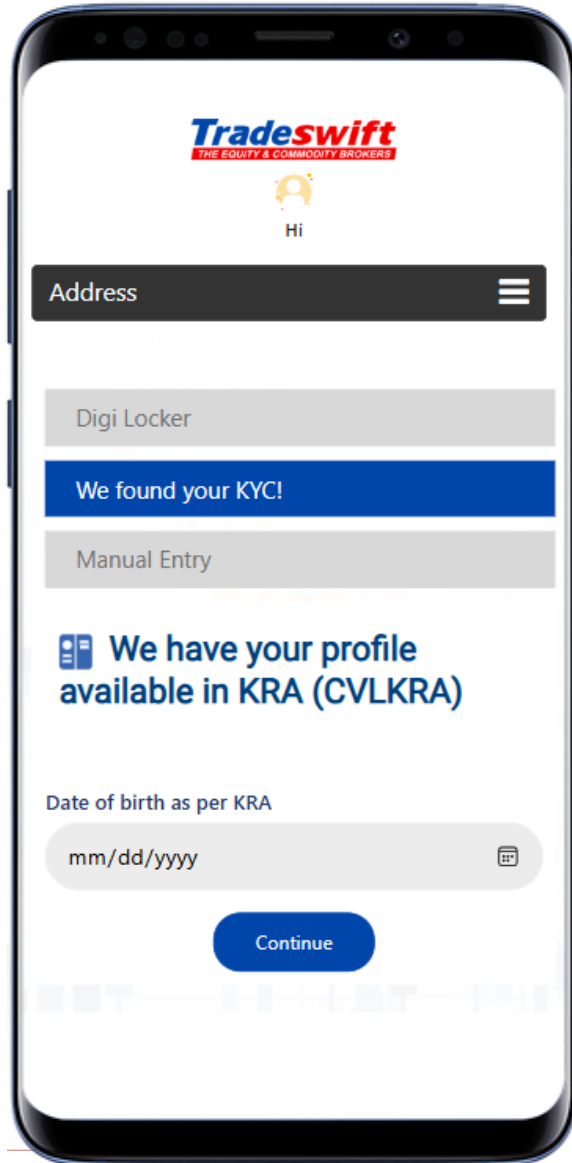 Tradeswift
THE EQUITY & COMMODITY BROKERS
Hi
Address
Digi Locker
We found your KYC!
Manual Entry
We have your profile
available in KRA (CVLKRA)
Date of birth as per KRA
mm/dd/yyyy
Continue